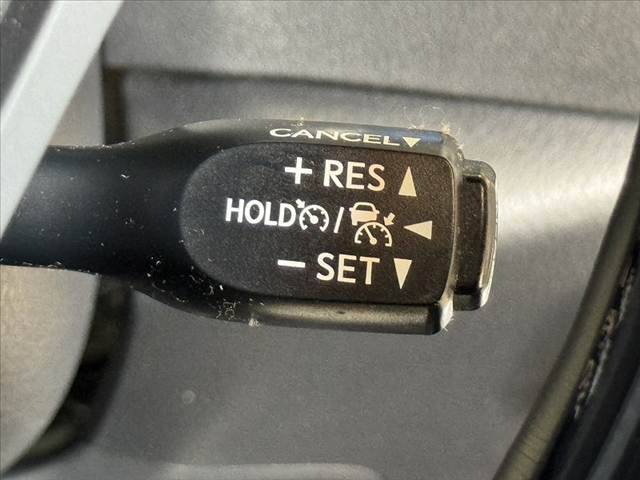 CANCEL▼
+ RES ▲
HOLD / ◀
− SET ▼